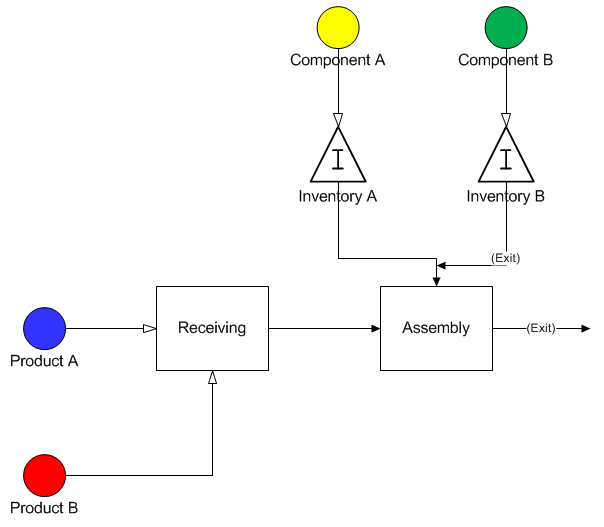 Component A
Component B
I
I
Inventory A
Inventory B
(Exit)
Receiving
Assembly
(Exit)
Product A
Product B